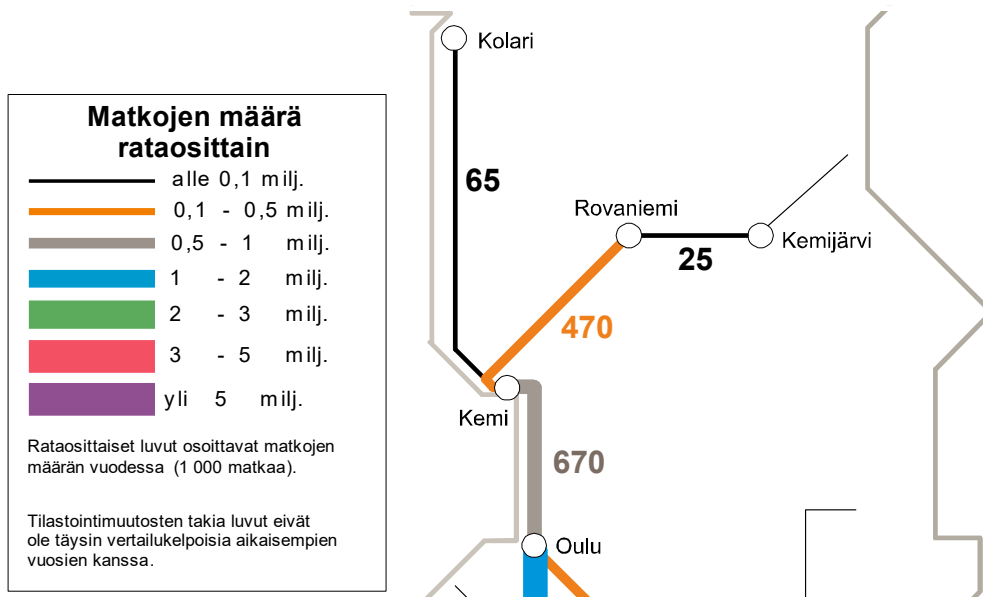 Matkojen määrä
rataosittain
alle 0,1 milj.
0,1 - 0,5 milj.
0,5 - 1 milj.
1 - 2 milj.
2 - 3 milj.
3 - 5 milj.
yli 5 milj.
Rataosittaiset luvut osoittavat matkojen
määrän vuodessa (1 000 matkaa).
Tilastointimuutosten takia luvut eivät
ole täysin vertailukelpoisia aikaisempien
vuosien kanssa.
Kolari
65
Rovaniemi
25
Kemijärvi
470
Kemi
670
Oulu